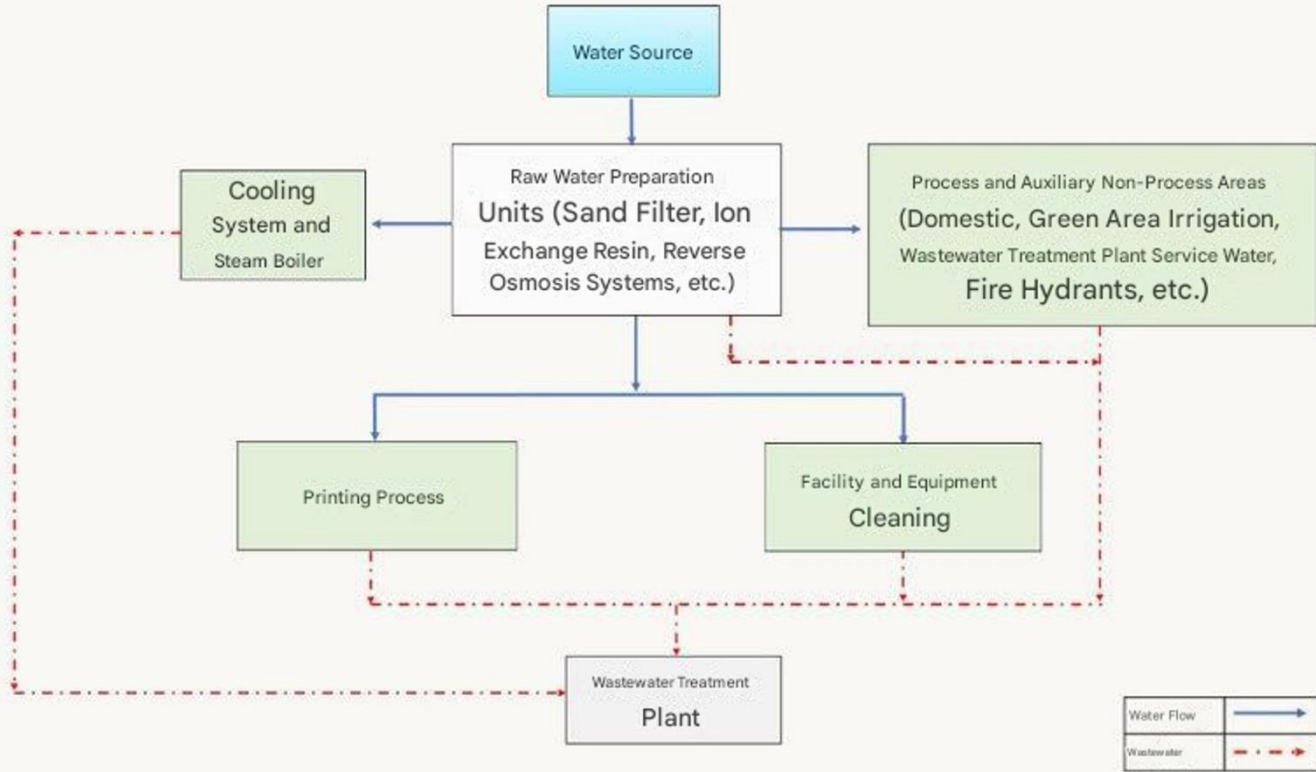 Water Source
Raw Water Preparation
Units (Sand Filter, Ion
Exchange Resin, Reverse
Osmosis Systems, etc.)
Cooling
System and
Steam Boiler
Process and Auxiliary Non-Process Areas
(Domestic, Green Area Irrigation,
Wastewater Treatment Plant Service Water,
Fire Hydrants, etc.)
Printing Process
Facility and Equipment
Cleaning
Wastewater Treatment
Plant
Water Flow
Wastewater